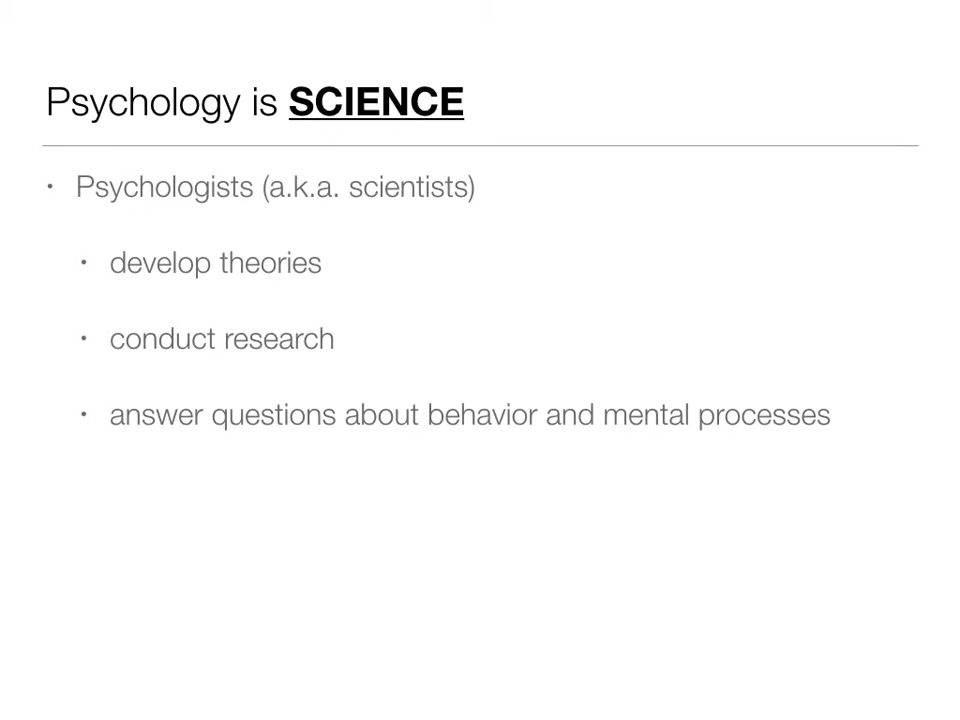 Psychology is SCIENCE
• Psychologists (a.k.a. scientists)
• develop theories
• conduct research
• answer questions about behavior and mental processes